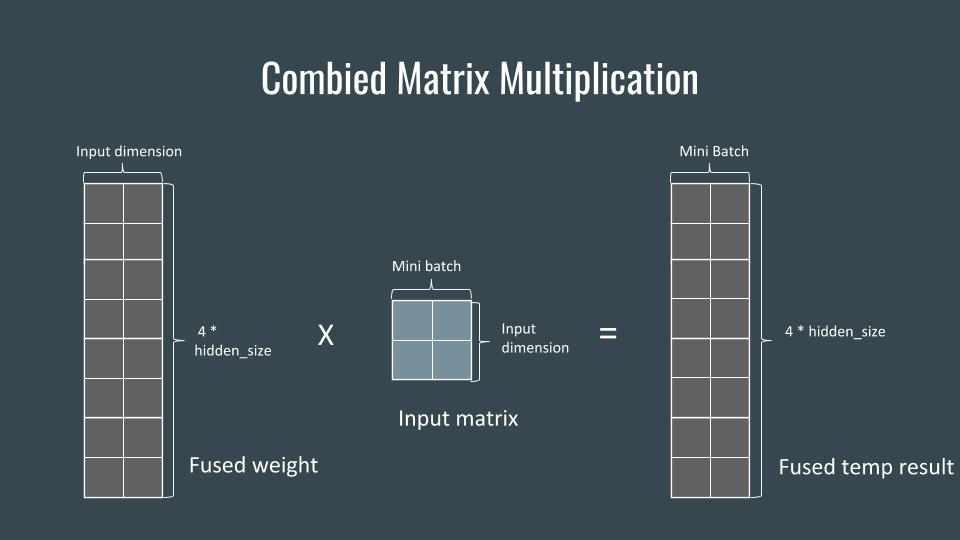 Combied Matrix Multiplication
Input dimension
Mini Batch
Mini batch
4 *
hidden_size
X
Input
dimension
=
4 * hidden_size
Input matrix
Fused weight
Fused temp result